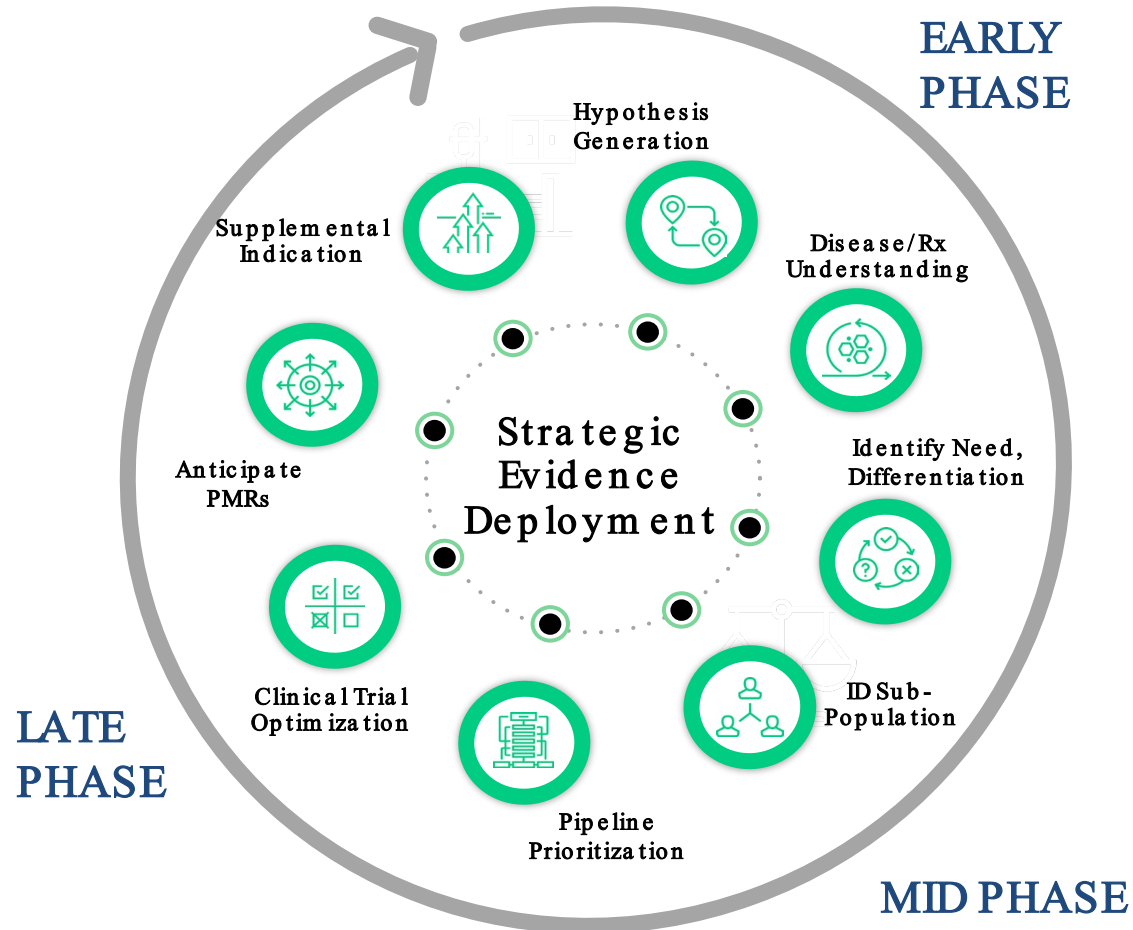 EARLY
PHASE
Hypothesis
Generation
Disease/Rx
Understanding
Identify Need,
Differentiation
ID Sub-
Population
MID PHASE
Pipeline
Prioritization
Clinical Trial
Optimization
LATE
PHASE
Anticipate
PMRs
Supplemental
Indication
Strategic
Evidence
Deployment